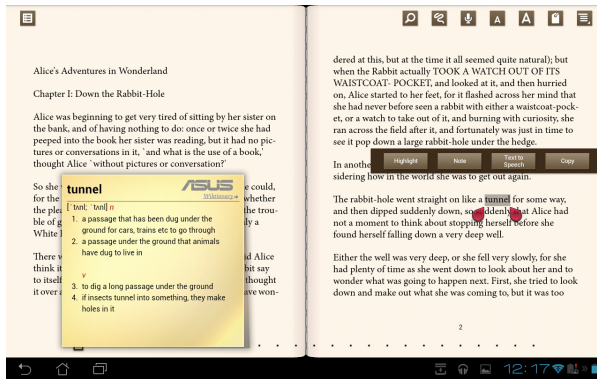 Alice's Adventures in Wonderland
Chapter I: Down the Rabbit-Hole
Alice was beginning to get very tired of sitting by her sister on
the bank, and of having nothing to do: once or twice she had
peeped into the book her sister was reading, but it had no pic-
tures or conversations in it, `and what is the use of a book,'
thought Alice `without pictures or conversation?'
So she could,
for the whether
the plea the trou-
ble of g ly a
White
There w d Alice
think it bit say
to itself thought
it over a ave won-
tunnel
ASUS
Wiktionary
[ˈtʌnl; ˈtʌnl] n
1. a passage that has been dug under the
ground for cars, trains etc to go through
2. a passage under the ground that animals
have dug to live in
v
3. to dig a long passage under the ground
4. if insects tunnel into something, they make
holes in it
A A
dered at this, but at the time it all seemed quite natural); but
when the Rabbit actually TOOK A WATCH OUT OF ITS
WAISTCOAT- POCKET, and looked at it, and then hurried
on, Alice started to her feet, for it flashed across her mind that
she had never before seen a rabbit with either a waistcoat-pock-
et, or a watch to take out of it, and burning with curiosity, she
ran across the field after it, and fortunately was just in time to
see it pop down a large rabbit-hole under the hedge.
Highlight Note Text to Speech Copy
In anothe
sidering how in the world she was to get out again.
The rabbit-hole went straight on like a tunnel for some way,
and then dipped suddenly down, so suddenly that Alice had
not a moment to think about stopping herself before she
found herself falling down a very deep well.
Either the well was very deep, or she fell very slowly, for she
had plenty of time as she went down to look about her and to
wonder what was going to happen next. First, she tried to look
down and make out what she was coming to, but it was too
2
12:17